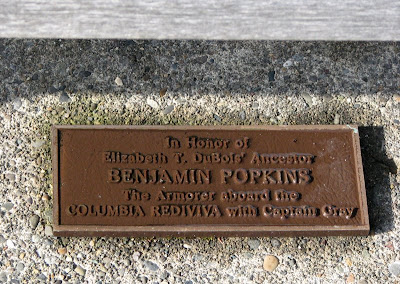 In Honor of
Elizabeth T. DuBois' Ancestor
BENJAMIN POPKINS
The Armorer aboard the
COLUMBIA REDIVIVA with Captain Gray